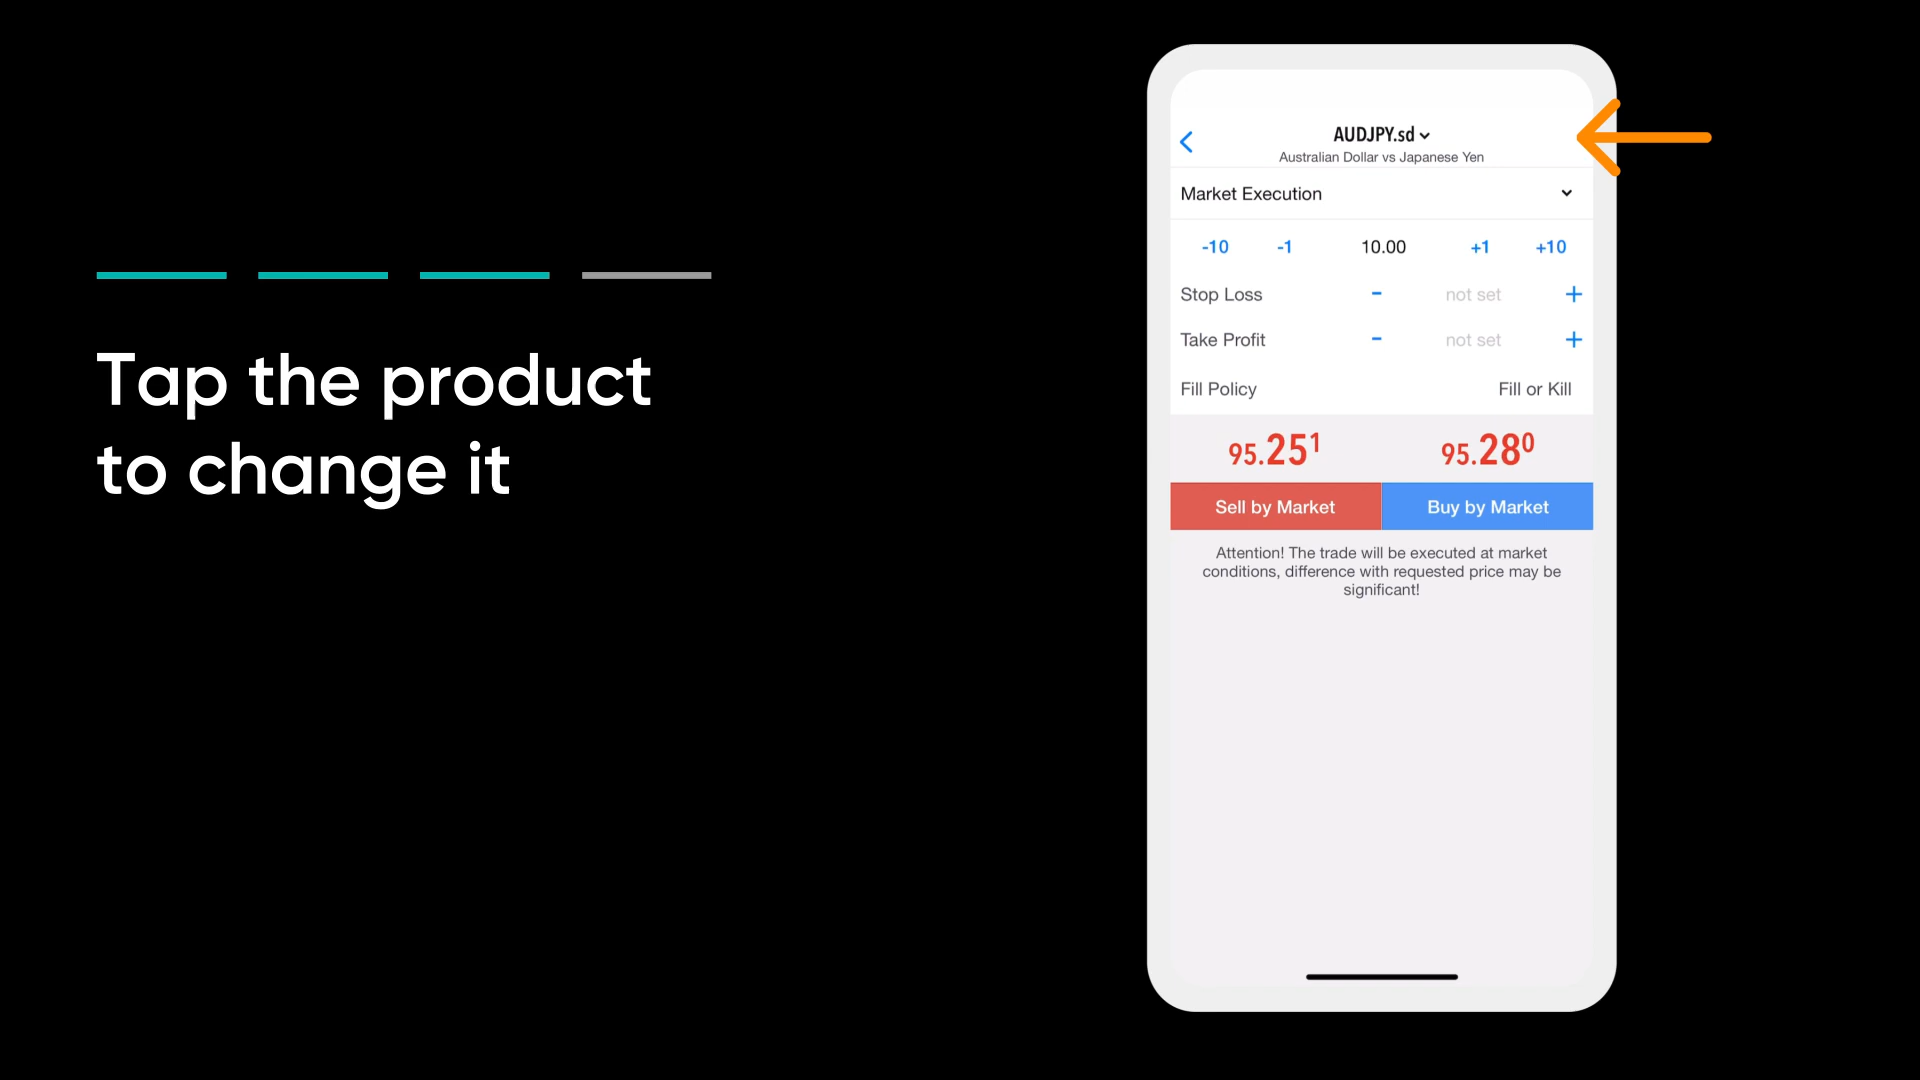 Tap the product
to change it
AUDJPY.sd
Australian Dollar vs Japanese Yen
Market Execution
-10 -1 10.00 +1 +10
Stop Loss - not set +
Take Profit - not set +
Fill Policy Fill or Kill
95.251 95.280
Sell by Market Buy by Market
Attention! The trade will be executed at market
conditions, difference with requested price may be
significant!